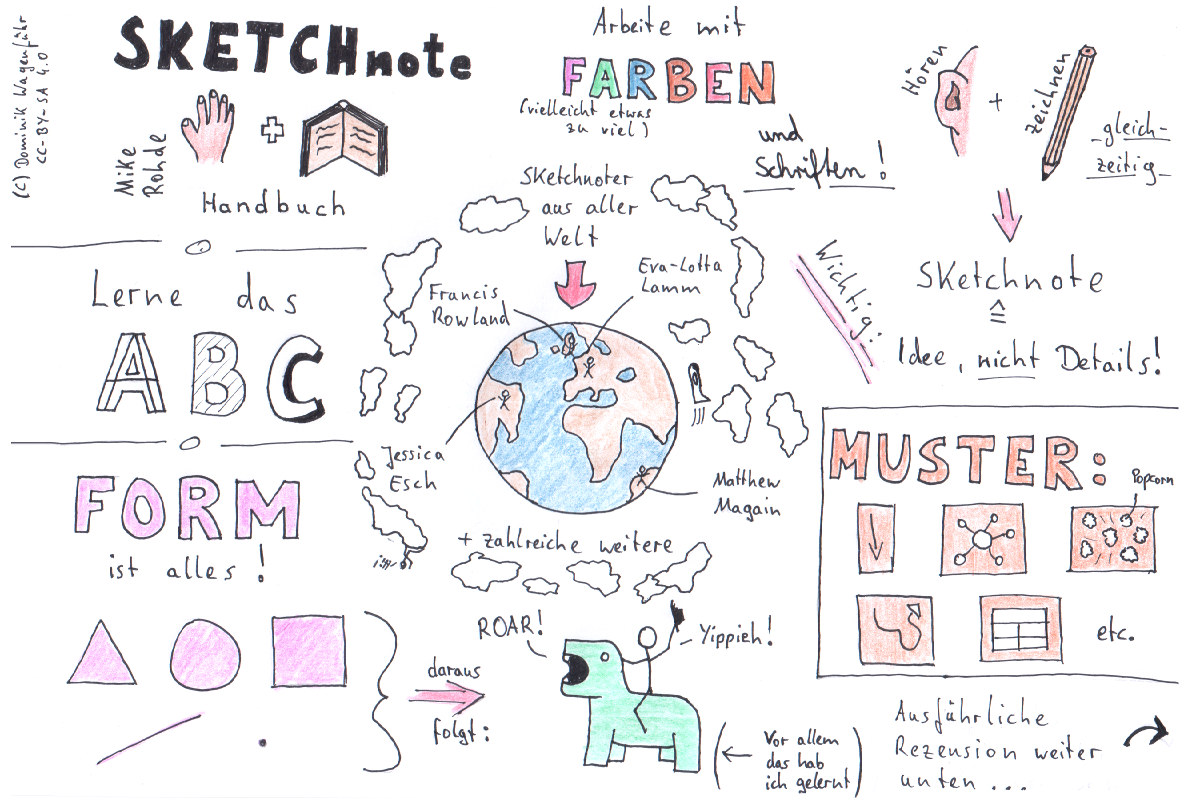 (C) Dominik Wagenführ
CC-BY-SA 4.0
SKETCHnote
Mike
Rohde
Handbuch
Lerne das
ABC
FORM
ist alles!
Arbeite mit
FARBEN
(vielleicht etwas
zu viel)
und
Schriften!
Sketchnoter
aus aller
Welt
Francis
Rowland
Eva-Lotta
Lamm
Jessica
Esch
Matthew
Magain
+ zahlreiche weitere
daraus
folgt:
ROAR!
Yippieh!
(← Vor allem
das hab
ich gelernt)
Hören
+
zeichnen
gleich-
zeitig
Wichtig:
Sketchnote
≙
Idee, nicht Details!
MUSTER:
Popcorn
etc.
Ausführliche
Rezension weiter
unten ...